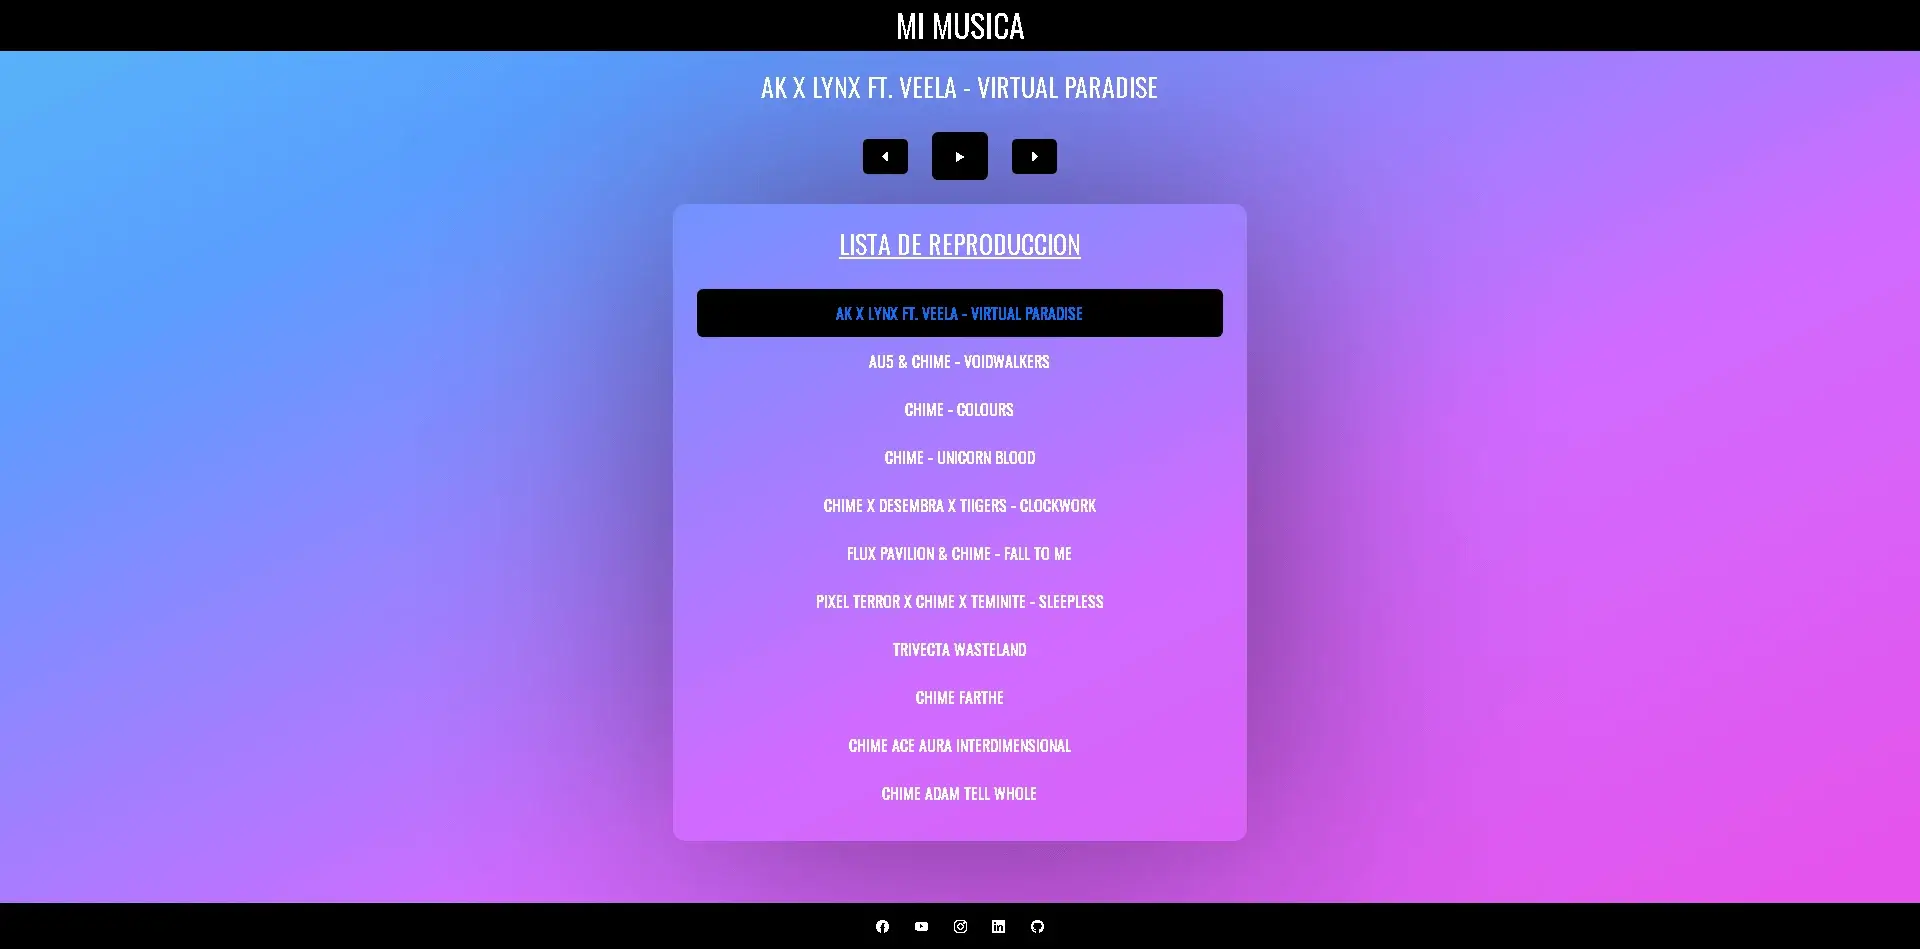 MI MUSICA
AK X LYNX FT. VEELA - VIRTUAL PARADISE
LISTA DE REPRODUCCION
AK X LYNX FT. VEELA - VIRTUAL PARADISE
AU5 & CHIME - VOIDWALKERS
CHIME - COLOURS
CHIME - UNICORN BLOOD
CHIME X DESEMBRA X TIIGERS - CLOCKWORK
FLUX PAVILION & CHIME - FALL TO ME
PIXEL TERROR X CHIME X TEMINITE - SLEEPLESS
TRIVECTA WASTELAND
CHIME FARTHE
CHIME ACE AURA INTERDIMENSIONAL
CHIME ADAM TELL WHOLE